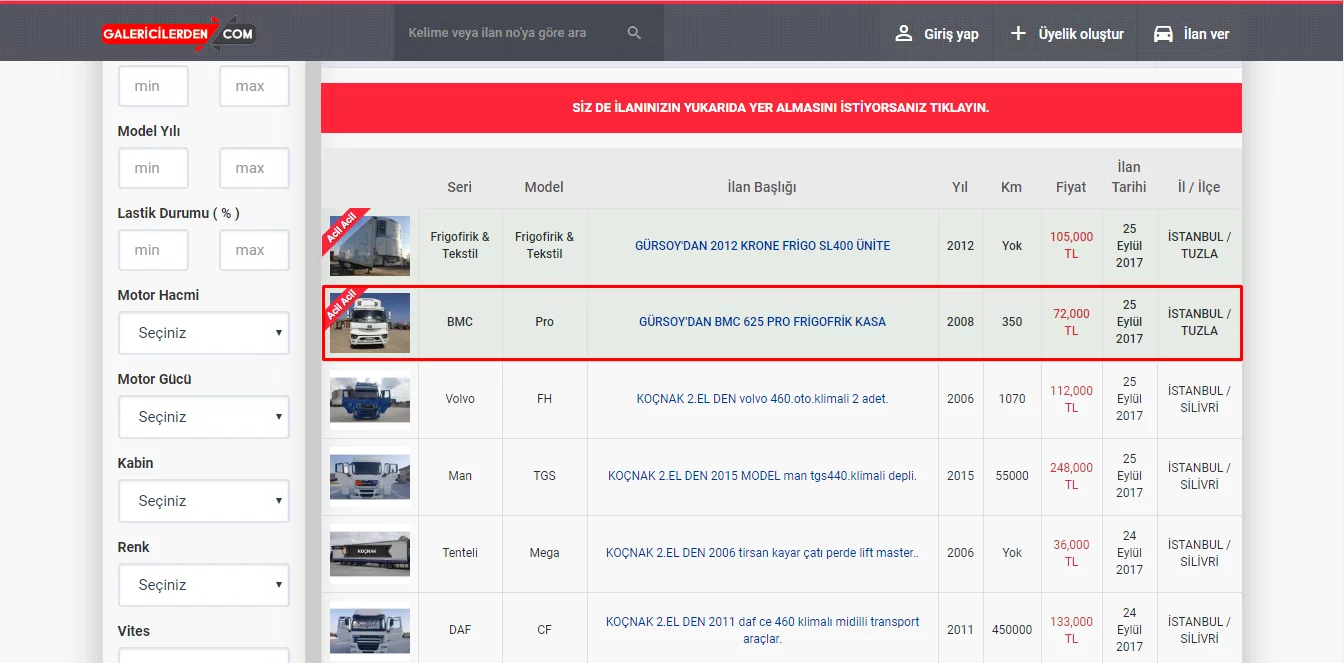 GALERICILERDEN COM
Kelime veya ilan no'ya göre ara
Giriş yap
Üyelik oluştur
İlan ver
min
max
Model Yılı
min
max
Lastik Durumu ( % )
min
max
Motor Hacmi
Seçiniz
Motor Gücü
Seçiniz
Kabin
Seçiniz
Renk
Seçiniz
Vites
SİZ DE İLANINIZIN YUKARIDA YER ALMASINI İSTİYORSANIZ TIKLAYIN.
Seri
Model
İlan Başlığı
Yıl
Km
Fiyat
İlan
Tarihi
İl / İlçe
Acil Acil
Frigofirik &
Tekstil
Frigofirik &
Tekstil
GÜRSOY'DAN 2012 KRONE FRİGO SL400 ÜNİTE
2012
Yok
105,000
TL
25
Eylül
2017
İSTANBUL /
TUZLA
Acil Acil
BMC
Pro
GÜRSOY'DAN BMC 625 PRO FRİGOFRİK KASA
2008
350
72,000
TL
25
Eylül
2017
İSTANBUL /
TUZLA
Volvo
FH
KOÇNAK 2.EL DEN volvo 460.oto.klimali 2 adet.
2006
1070
112,000
TL
25
Eylül
2017
İSTANBUL /
SİLİVRİ
Man
TGS
KOÇNAK 2.EL DEN 2015 MODEL man tgs440.klimali depli.
2015
55000
248,000
TL
25
Eylül
2017
İSTANBUL /
SİLİVRİ
KOÇNAK
Tenteli
Mega
KOÇNAK 2.EL DEN 2006 tirsan kayar çatı perde lift master..
2006
Yok
36,000
TL
24
Eylül
2017
İSTANBUL /
SİLİVRİ
DAF
CF
KOÇNAK 2.EL DEN 2011 daf ce 460 klimalı midilli transport
araçlar.
2011
450000
133,000
TL
24
Eylül
2017
İSTANBUL /
SİLİVRİ